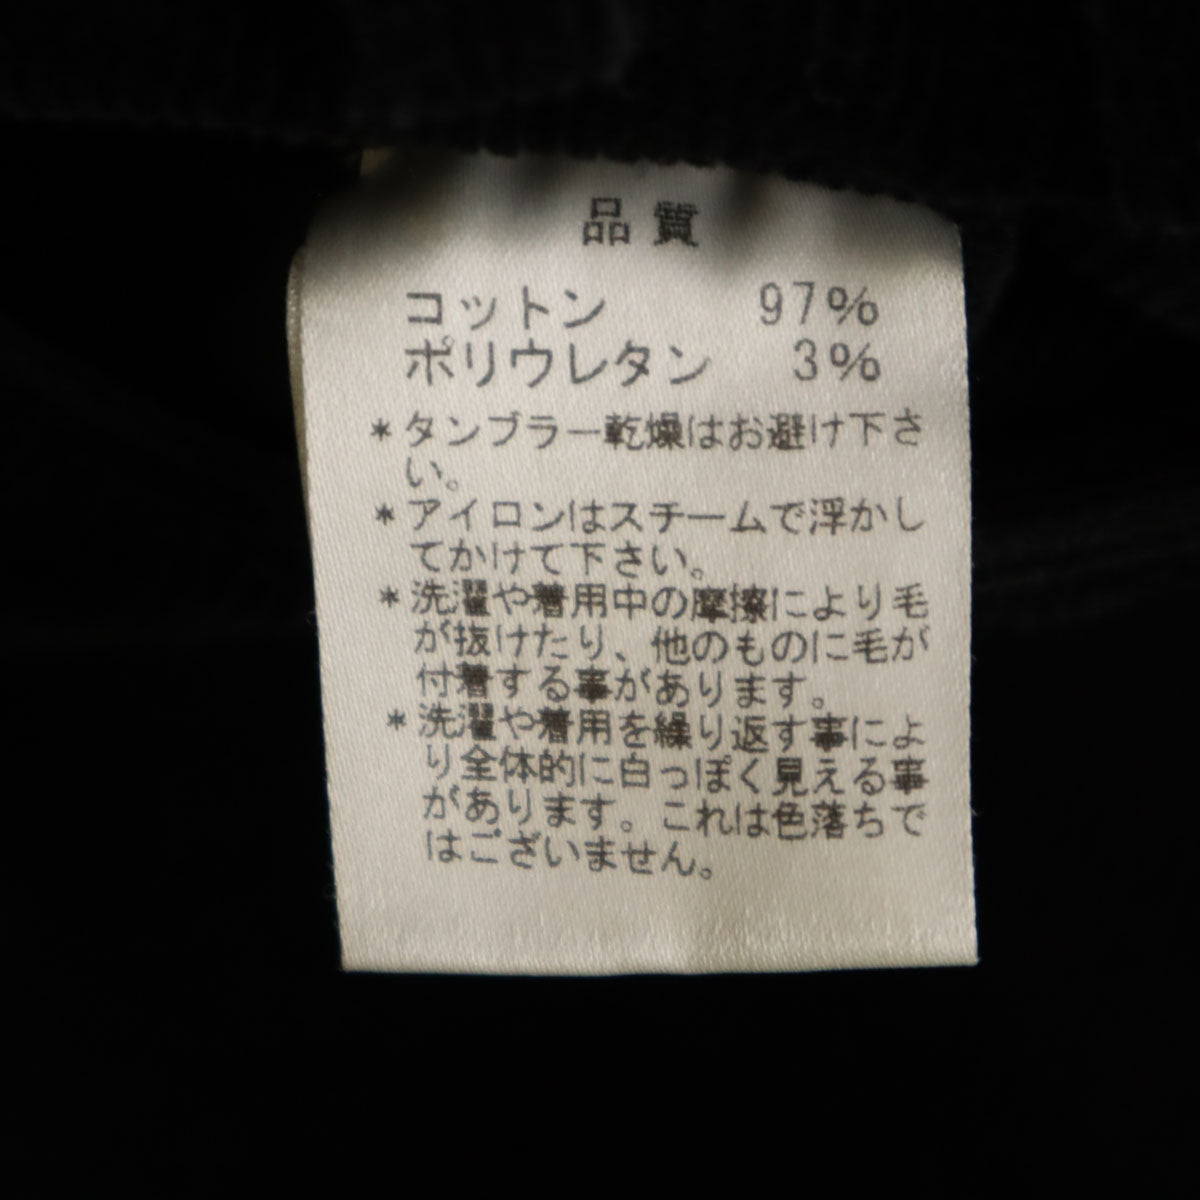 品質
コットン 97%
ポリウレタン 3%
*タンブラー乾燥はお避け下さ
い。
*アイロンはスチームで浮かし
てかけて下さい。
*洗濯や着用中の摩擦により毛
が抜けたり、他のものに毛が
付着する事があります。
*洗濯や着用を繰り返す事によ
り全体的に白っぽく見える事
があります。これは色落ちで
はございません。